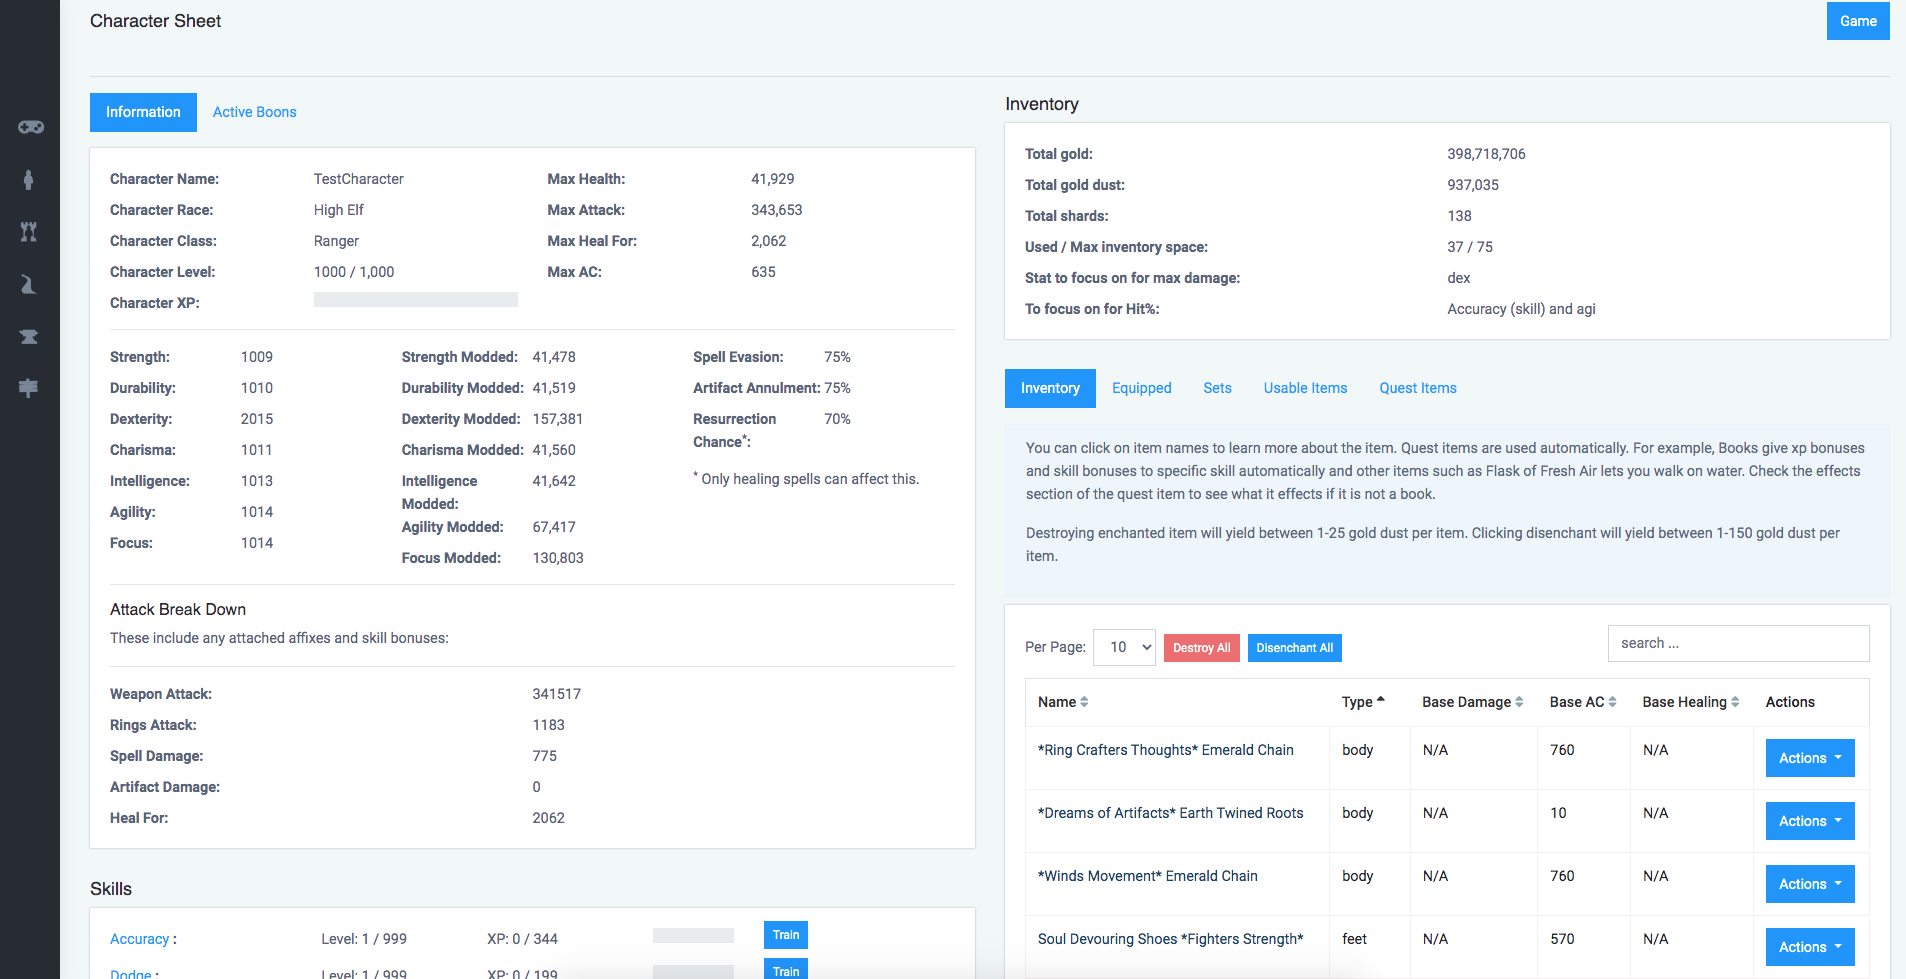 Character Sheet
Game
Information
Active Boons
Character Name: TestCharacter
Character Race: High Elf
Character Class: Ranger
Character Level: 1000 / 1,000
Character XP:
Max Health: 41,929
Max Attack: 343,653
Max Heal For: 2,062
Max AC: 635
Strength: 1009
Durability: 1010
Dexterity: 2015
Charisma: 1011
Intelligence: 1013
Agility: 1014
Focus: 1014
Strength Modded: 41,478
Durability Modded: 41,519
Dexterity Modded: 157,381
Charisma Modded: 41,560
Intelligence 41,642
Modded:
Agility Modded: 67,417
Focus Modded: 130,803
Spell Evasion: 75%
Artifact Annulment: 75%
Resurrection 70%
Chance*:
* Only healing spells can affect this.
Attack Break Down
These include any attached affixes and skill bonuses:
Weapon Attack: 341517
Rings Attack: 1183
Spell Damage: 775
Artifact Damage: 0
Heal For: 2062
Skills
Accuracy : Level: 1 / 999 XP: 0 / 344 Train
Dodge : Level: 1 / 999 XP: 0 / 199 Train
Inventory
Total gold: 398,718,706
Total gold dust: 937,035
Total shards: 138
Used / Max inventory space: 37 / 75
Stat to focus on for max damage: dex
To focus on for Hit%: Accuracy (skill) and agi
Inventory Equipped Sets Usable Items Quest Items
You can click on item names to learn more about the item. Quest items are used automatically. For example, Books give xp bonuses
and skill bonuses to specific skill automatically and other items such as Flask of Fresh Air lets you walk on water. Check the effects
section of the quest item to see what it effects if it is not a book.
Destroying enchanted item will yield between 1-25 gold dust per item. Clicking disenchant will yield between 1-150 gold dust per
item.
Per Page: 10 Destroy All Disenchant All search ...
Name Type Base Damage Base AC Base Healing Actions
*Ring Crafters Thoughts* Emerald Chain body N/A 760 N/A Actions
*Dreams of Artifacts* Earth Twined Roots body N/A 10 N/A Actions
*Winds Movement* Emerald Chain body N/A 760 N/A Actions
Soul Devouring Shoes *Fighters Strength* feet N/A 570 N/A Actions